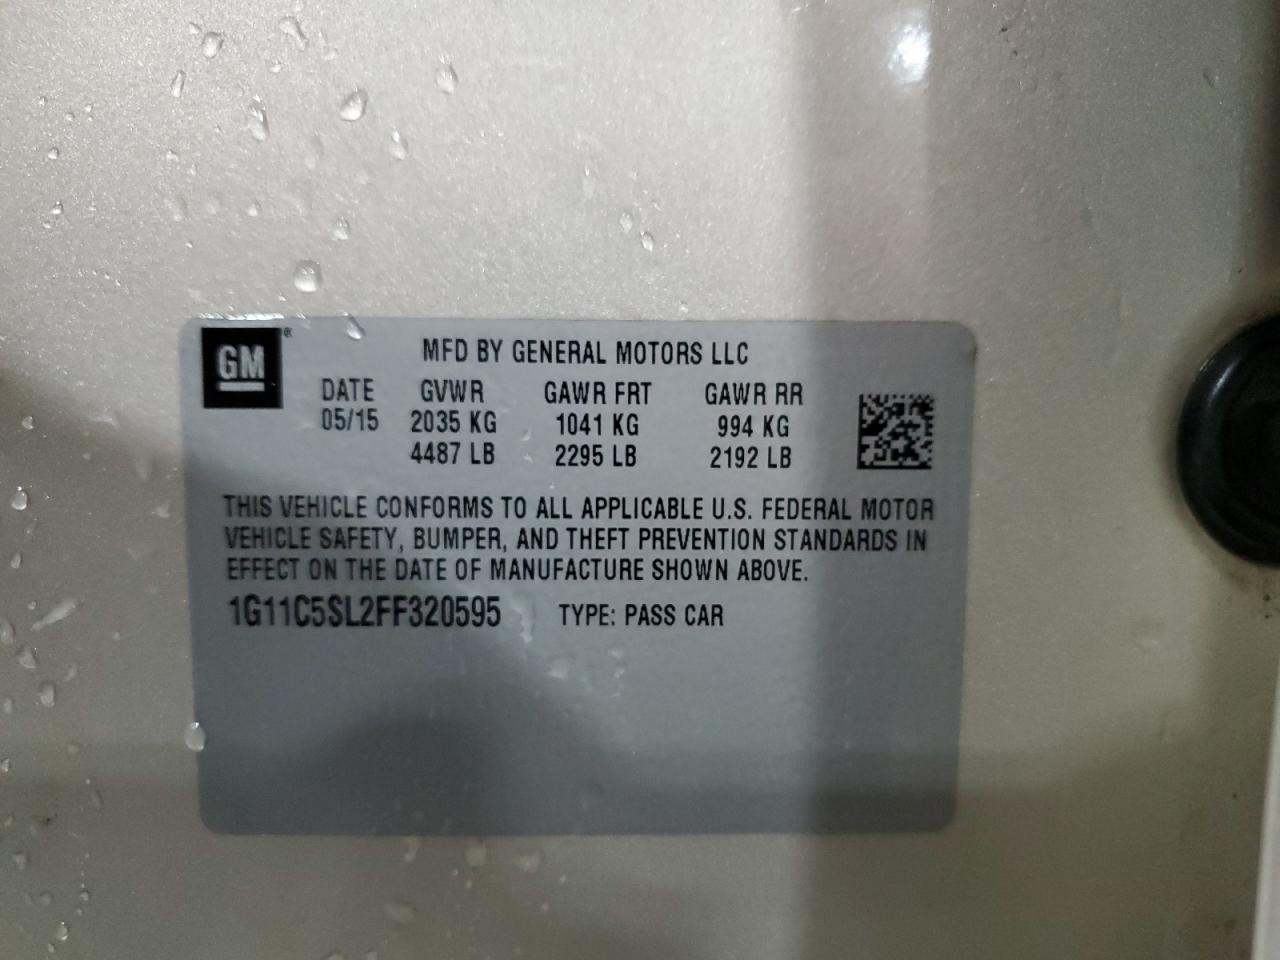 GM®
MFD BY GENERAL MOTORS LLC
DATE GVWR GAWR FRT GAWR RR
05/15 2035 KG 1041 KG 994 KG
4487 LB 2295 LB 2192 LB
THIS VEHICLE CONFORMS TO ALL APPLICABLE U.S. FEDERAL MOTOR
VEHICLE SAFETY, BUMPER, AND THEFT PREVENTION STANDARDS IN
EFFECT ON THE DATE OF MANUFACTURE SHOWN ABOVE.
1G11C5SL2FF320595 TYPE: PASS CAR